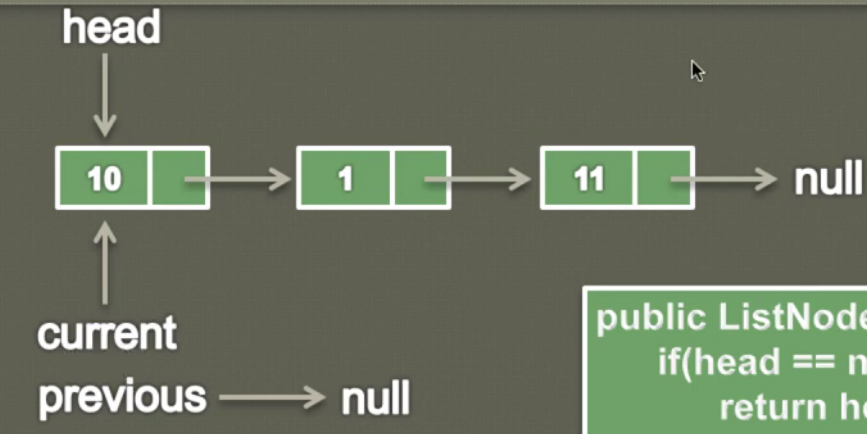 head
10 1 11 null
current
previous null
public ListNode
if(head == n
return h